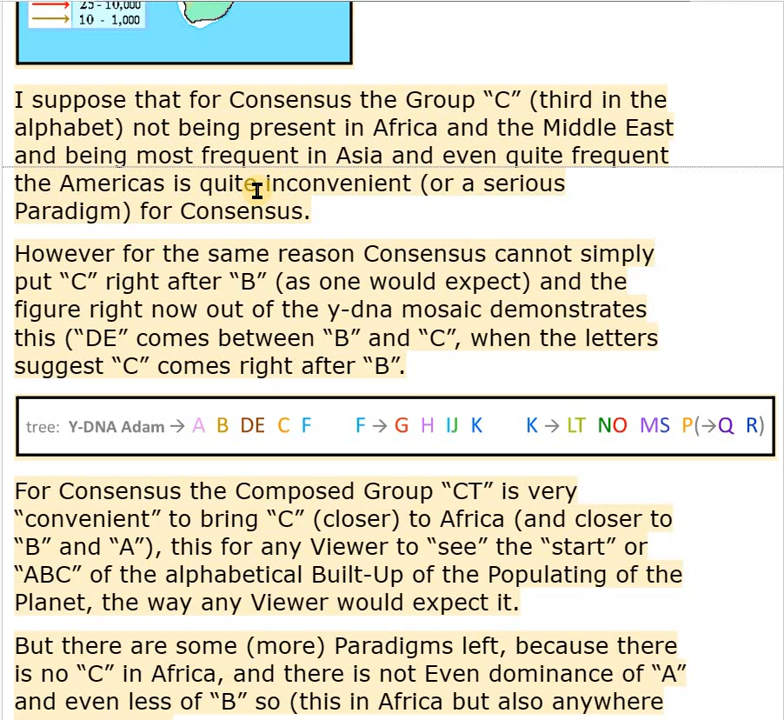 25 - 10,000
10 - 1,000
I suppose that for Consensus the Group “C” (third in the
alphabet) not being present in Africa and the Middle East
and being most frequent in Asia and even quite frequent
the Americas is quite inconvenient (or a serious
Paradigm) for Consensus.
However for the same reason Consensus cannot simply
put “C” right after “B” (as one would expect) and the
figure right now out of the y-dna mosaic demonstrates
this (“DE” comes between “B” and “C”, when the letters
suggest “C” comes right after “B”.
tree: Y-DNA Adam → A B DE C F F → G H IJ K K → LT NO MS P(→Q R)
For Consensus the Composed Group “CT” is very
“convenient” to bring “C” (closer) to Africa (and closer to
“B” and “A”), this for any Viewer to “see” the “start” or
“ABC” of the alphabetical Built-Up of the Populating of the
Planet, the way any Viewer would expect it.
But there are some (more) Paradigms left, because there
is no “C” in Africa, and there is not Even dominance of “A”
and even less of “B” so (this in Africa but also anywhere